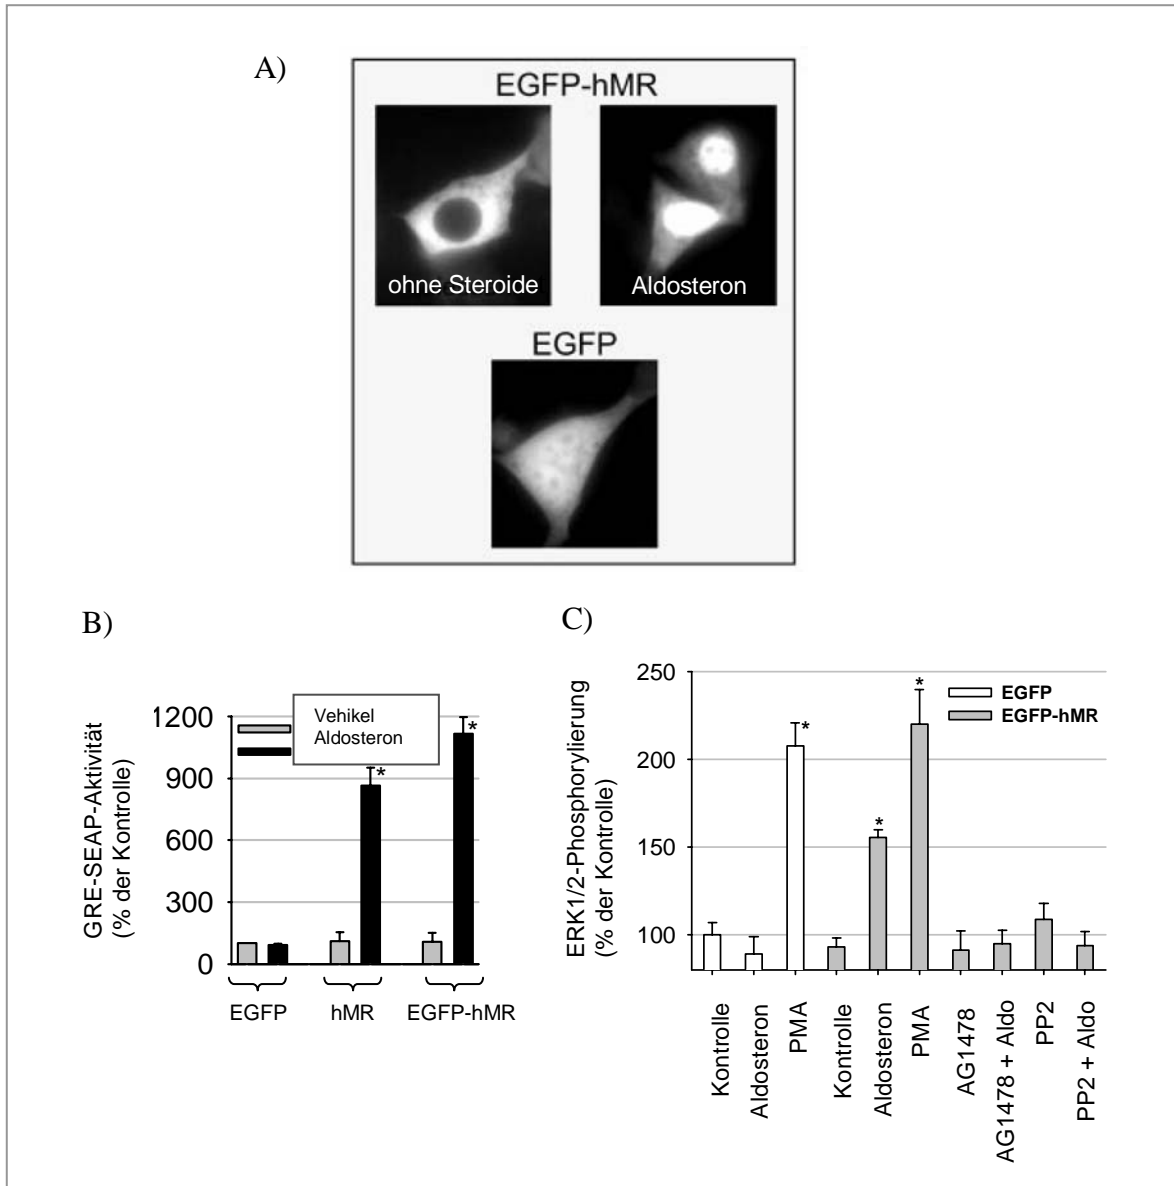 A)
EGFP-hMR
ohne Steroide
Aldosteron
EGFP
B)
GRE-SEAP-Aktivität
(% der Kontrolle)
1200
900
600
300
0
Vehikel
Aldosteron
*
*
EGFP
hMR
EGFP-hMR
C)
ERK1/2-Phosphorylierung
(% der Kontrolle)
250
200
150
100
EGFP
EGFP-hMR
*
*
*
Kontrolle
Aldosteron
PMA
Kontrolle
Aldosteron
PMA
AG1478
AG1478 + Aldo
PP2
PP2 + Aldo